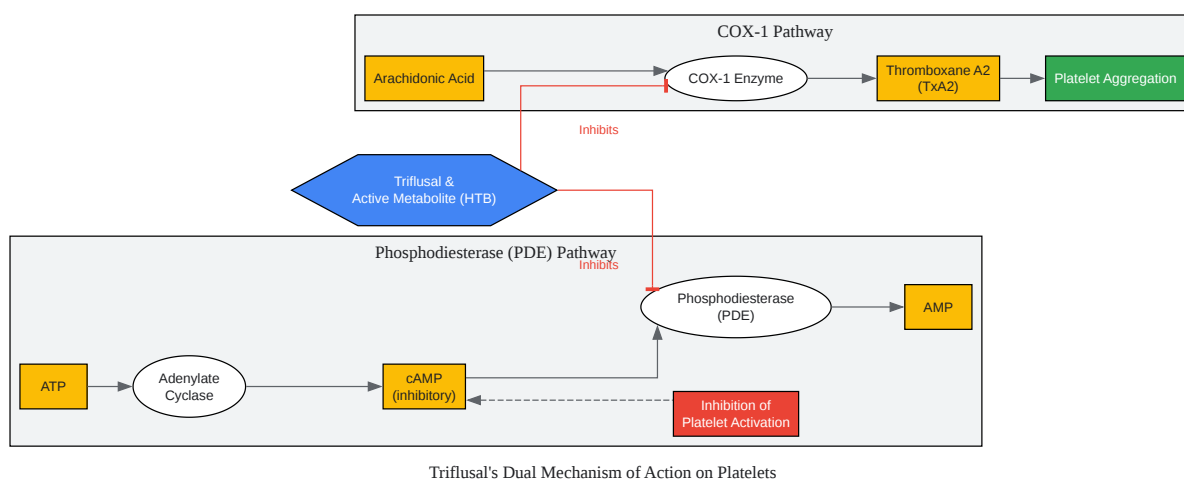 COX-1 Pathway
Arachidonic Acid
COX-1 Enzyme
Thromboxane A2
(TxA2)
Platelet Aggregation
Inhibits
Triflusal &
Active Metabolite (HTB)
Phosphodiesterase (PDE) Pathway
Inhibits
Phosphodiesterase
(PDE)
AMP
ATP
Adenylate
Cyclase
cAMP
(inhibitory)
Inhibition of
Platelet Activation
Triflusal's Dual Mechanism of Action on Platelets